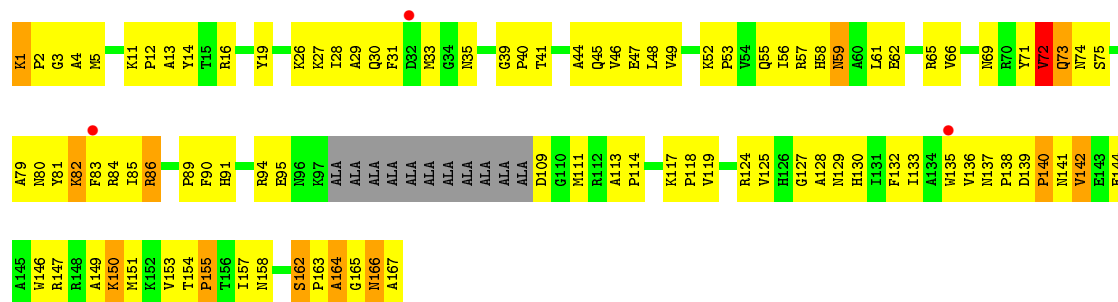 K1 P2 G3 A4 M5 K11 P12 A13 Y14 T15 R16 Y19 K26 K27 I28 A29 Q30 F31 D32 M33 G34 N35 G39 P40 T41 A44 Q45 V46 E47 L48 V49 K52 P53 V54 Q55 I56 R57 H58 N59 A60 L61 E62 R65 V66 N69 R70 Y71 V72 Q73 N74 S75
A79 N80 Y81 K82 F83 R84 I85 R86 P89 F90 H91 R94 E95 N96 K97 ALA ALA ALA ALA ALA ALA ALA ALA ALA ALA ALA D109 G110 M111 R112 A113 P114 K117 P118 V119 R124 V125 H126 G127 A128 N129 H130 I131 F132 I133 A134 W135 V136 N137 P138 D139 P140 N141 V142 E143 E144
A145 W146 R147 R148 A149 K150 M151 K152 V153 T154 P155 T156 I157 N158 S162 P163 A164 G165 N166 A167